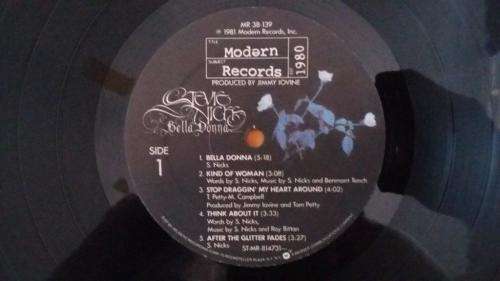 MR 38-139
℗ 1981 Modern Records, Inc.
TITLE
Modern
SUBJECT
Records
EST
1980
PRODUCED BY JIMMY IOVINE
STEVIE
NICKS
Bella Donna
SIDE
1
1. BELLA DONNA (5:18)
S. Nicks
2. KIND OF WOMAN (3:08)
Words by S. Nicks, Music by S. Nicks and Benmont Tench
3. STOP DRAGGIN' MY HEART AROUND (4:02)
T. Petty-M. Campbell
Produced by Jimmy Iovine and Tom Petty
4. THINK ABOUT IT (3:33)
Words by S. Nicks,
Music by S. Nicks and Roy Bittan
5. AFTER THE GLITTER FADES (3:27)
S. Nicks
ST-MR-814731